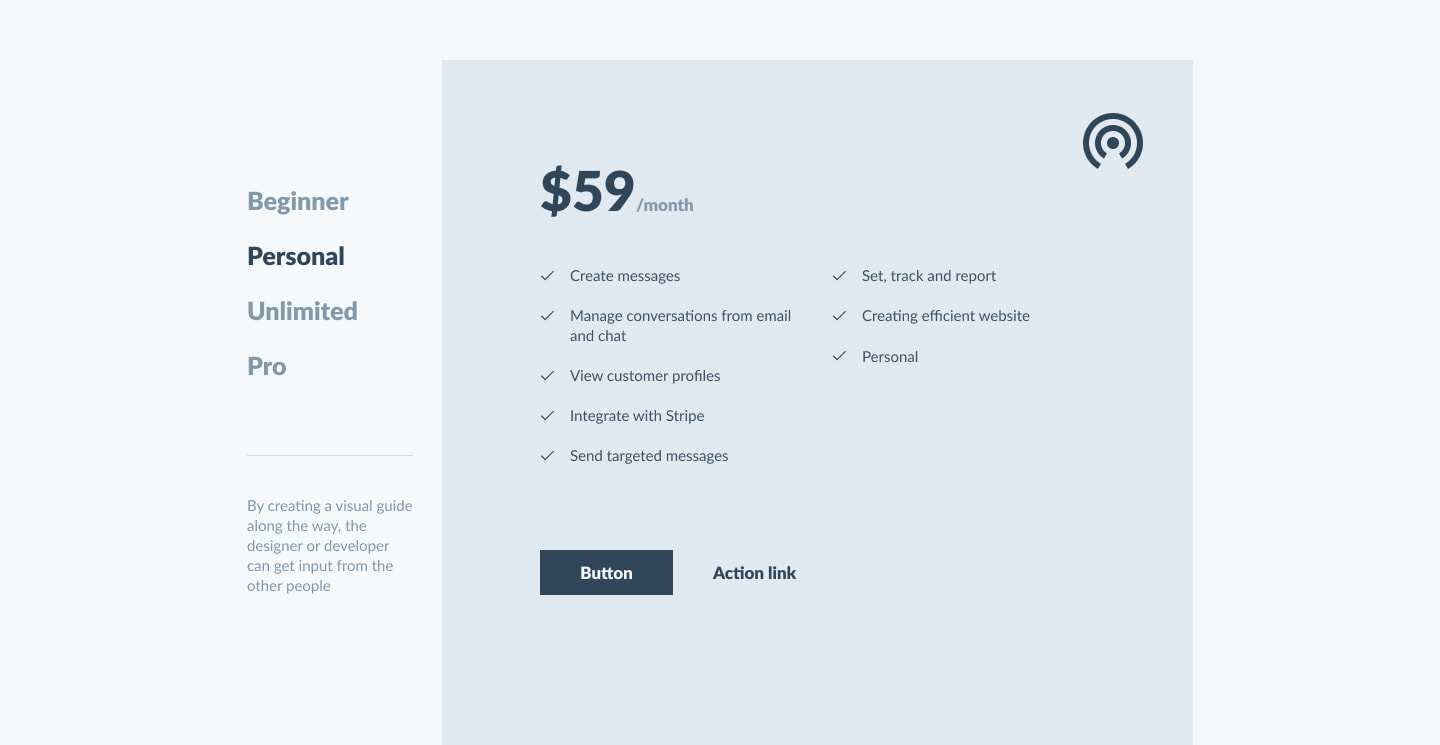 Beginner
Personal
Unlimited
Pro
By creating a visual guide
along the way, the
designer or developer
can get input from the
other people
$59/month
Create messages
Manage conversations from email
and chat
View customer profiles
Integrate with Stripe
Send targeted messages
Set, track and report
Creating efficient website
Personal
Button
Action link